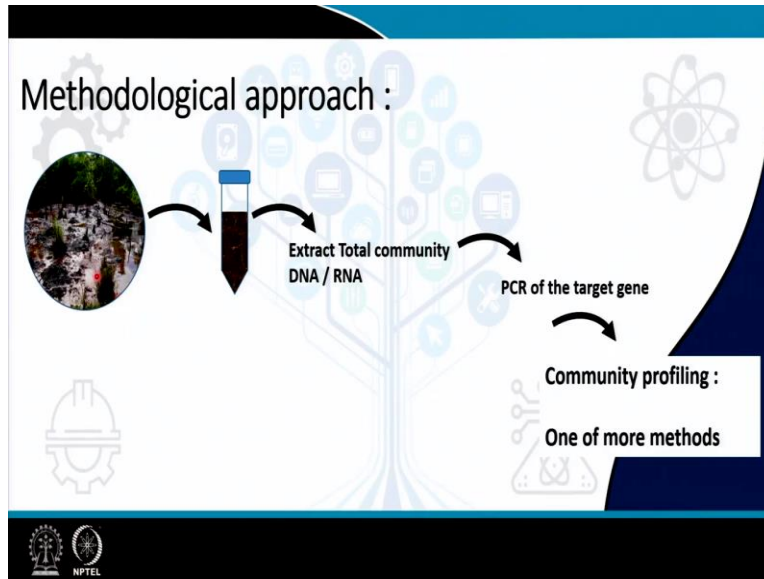 Methodological approach :
Extract Total community
DNA / RNA
PCR of the target gene
Community profiling :
One of more methods
NPTEL